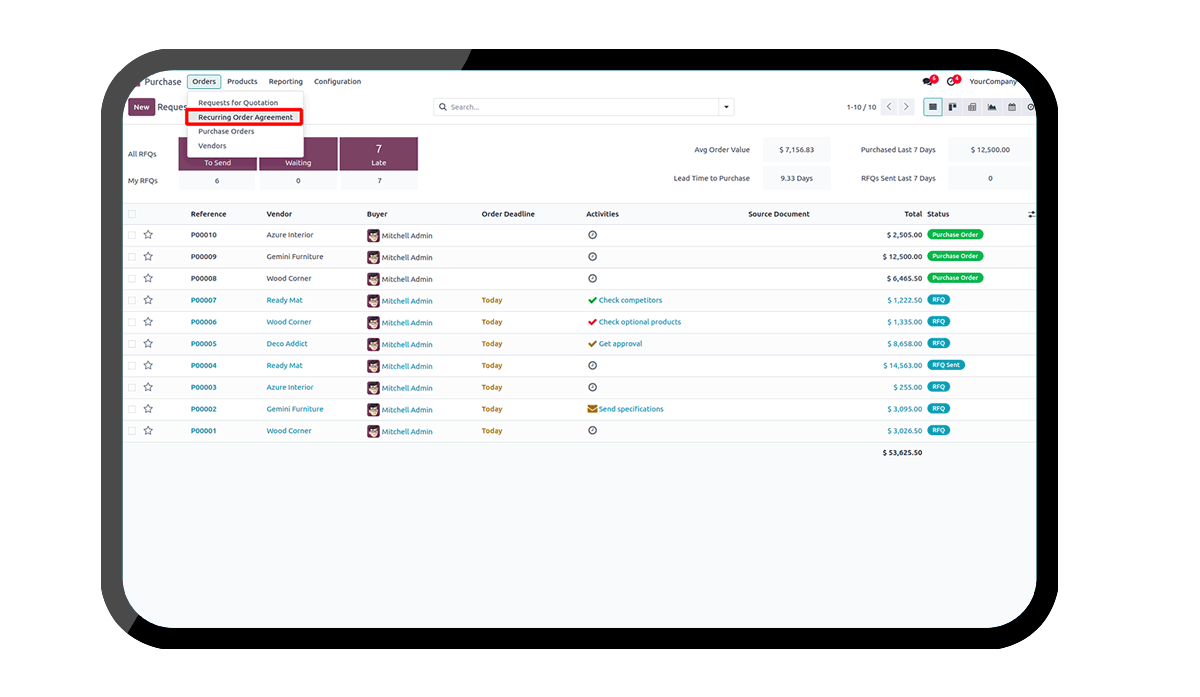 Purchase Orders Products Reporting Configuration 6 4 YourCompany
New Reques Search... 1-10 / 10
Requests for Quotation
Recurring Order Agreement
Purchase Orders
Vendors
All RFQs To Send Waiting 7 Late Avg Order Value $ 7,156.83 Purchased Last 7 Days $ 12,500.00
My RFQs 6 0 7 Lead Time to Purchase 9.33 Days RFQs Sent Last 7 Days 0
Reference Vendor Buyer Order Deadline Activities Source Document Total Status
P00010 Azure Interior Mitchell Admin $ 2,505.00 Purchase Order
P00009 Gemini Furniture Mitchell Admin $ 12,500.00 Purchase Order
P00008 Wood Corner Mitchell Admin $ 6,465.50 Purchase Order
P00007 Ready Mat Mitchell Admin Today Check competitors $ 1,222.50 RFQ
P00006 Wood Corner Mitchell Admin Today Check optional products $ 1,335.00 RFQ
P00005 Deco Addict Mitchell Admin Today Get approval $ 8,658.00 RFQ
P00004 Ready Mat Mitchell Admin Today $ 14,563.00 RFQ Sent
P00003 Azure Interior Mitchell Admin Today $ 255.00 RFQ
P00002 Gemini Furniture Mitchell Admin Today Send specifications $ 3,095.00 RFQ
P00001 Wood Corner Mitchell Admin Today $ 3,026.50 RFQ
$ 53,625.50